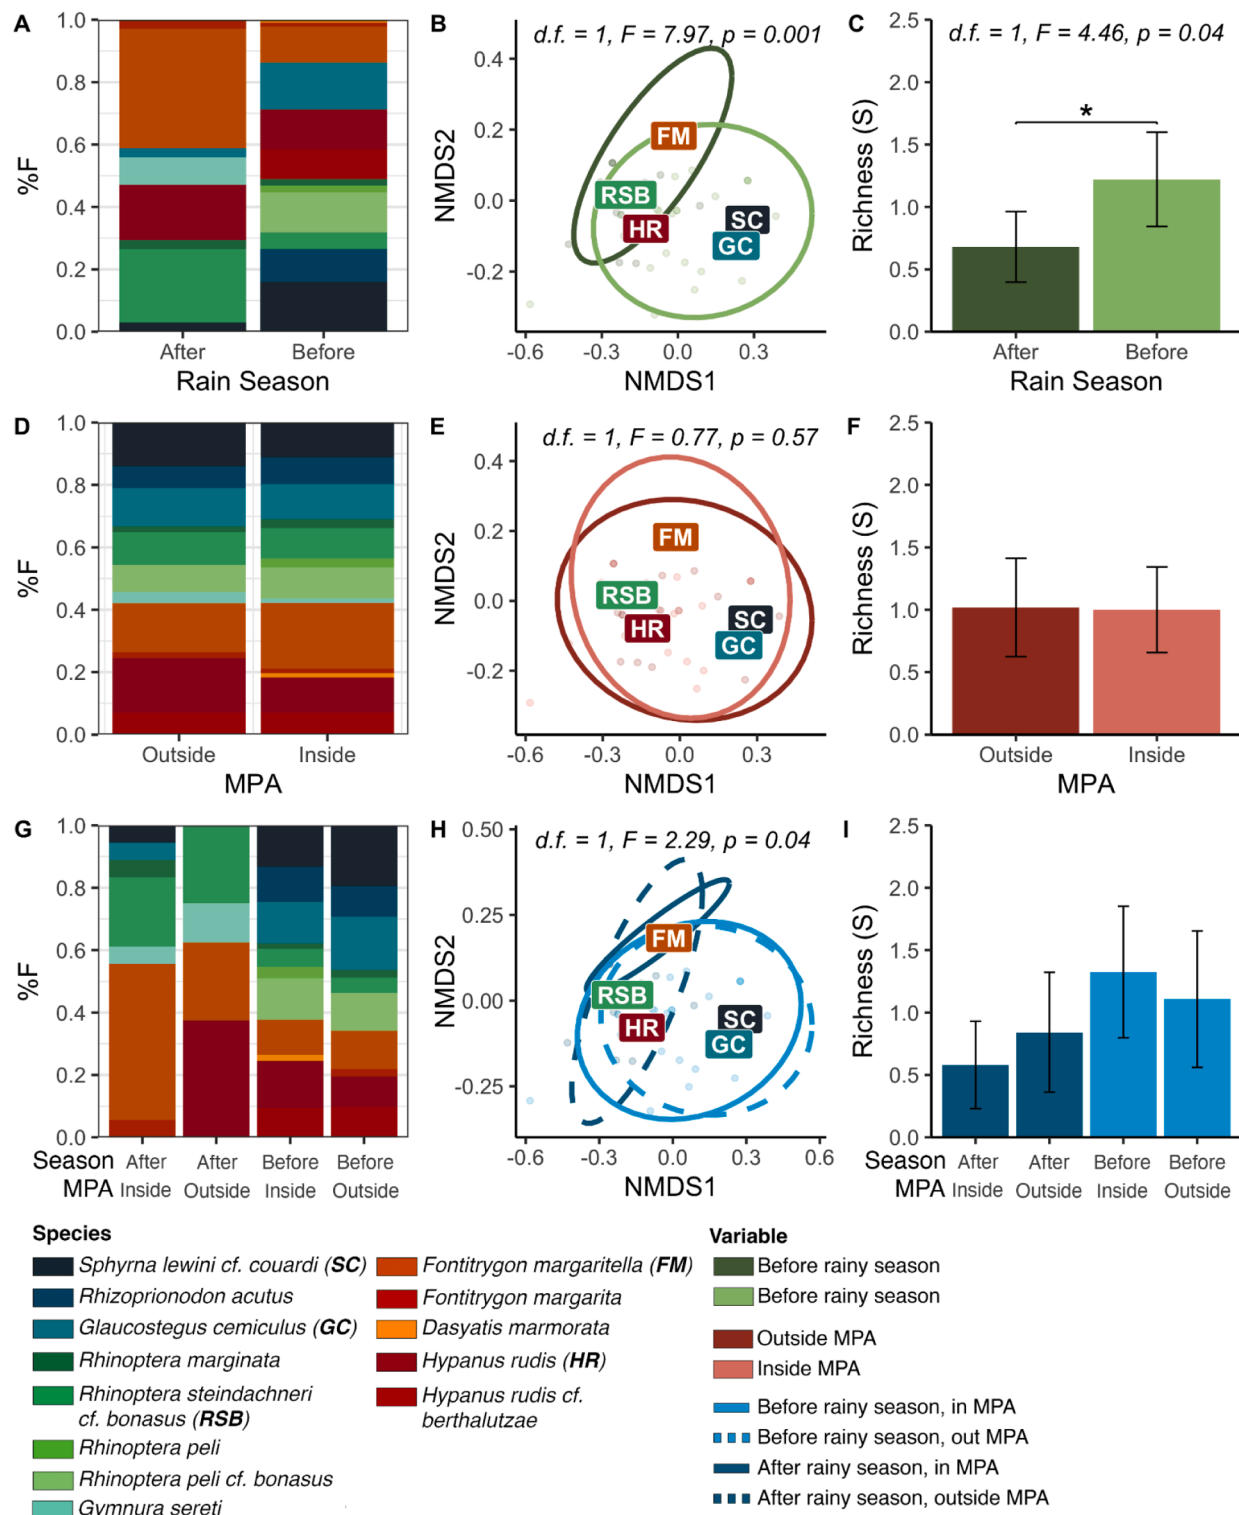 A
1.0
0.8
0.6
0.4
0.2
0.0
%F
After
Before
Rain Season
B
d.f. = 1, F = 7.97, p = 0.001
0.4
0.2
0.0
-0.2
NMDS2
FM
RSB
HR
SC
GC
-0.6
-0.3
0.0
0.3
NMDS1
C
d.f. = 1, F = 4.46, p = 0.04
2.5
2.0
1.5
1.0
0.5
0.0
Richness (S)
*
After
Before
Rain Season
D
1.0
0.8
0.6
0.4
0.2
0.0
%F
Outside
Inside
MPA
E
d.f. = 1, F = 0.77, p = 0.57
0.4
0.2
0.0
-0.2
NMDS2
FM
RSB
HR
SC
GC
-0.6
-0.3
0.0
0.3
NMDS1
F
2.5
2.0
1.5
1.0
0.5
0.0
Richness (S)
Outside
Inside
MPA
G
1.0
0.8
0.6
0.4
0.2
0.0
%F
Season After After Before Before
MPA Inside Outside Inside Outside
H
d.f. = 1, F = 2.29, p = 0.04
0.50
0.25
0.00
-0.25
NMDS2
FM
RSB
HR
SC
GC
-0.6
-0.3
0.0
0.3
0.6
NMDS1
I
2.5
2.0
1.5
1.0
0.5
0.0
Richness (S)
Season After After Before Before
MPA Inside Outside Inside Outside
Species
Sphyrna lewini cf. couardi (SC)
Rhizoprionodon acutus
Glaucostegus cemiculus (GC)
Rhinoptera marginata
Rhinoptera steindachneri
cf. bonasus (RSB)
Rhinoptera peli
Rhinoptera peli cf. bonasus
Gymnura sereti
Fontitrygon margaritella (FM)
Fontitrygon margarita
Dasyatis marmorata
Hypanus rudis (HR)
Hypanus rudis cf.
berthalutzae
Variable
Before rainy season
Before rainy season
Outside MPA
Inside MPA
Before rainy season, in MPA
Before rainy season, out MPA
After rainy season, in MPA
After rainy season, outside MPA